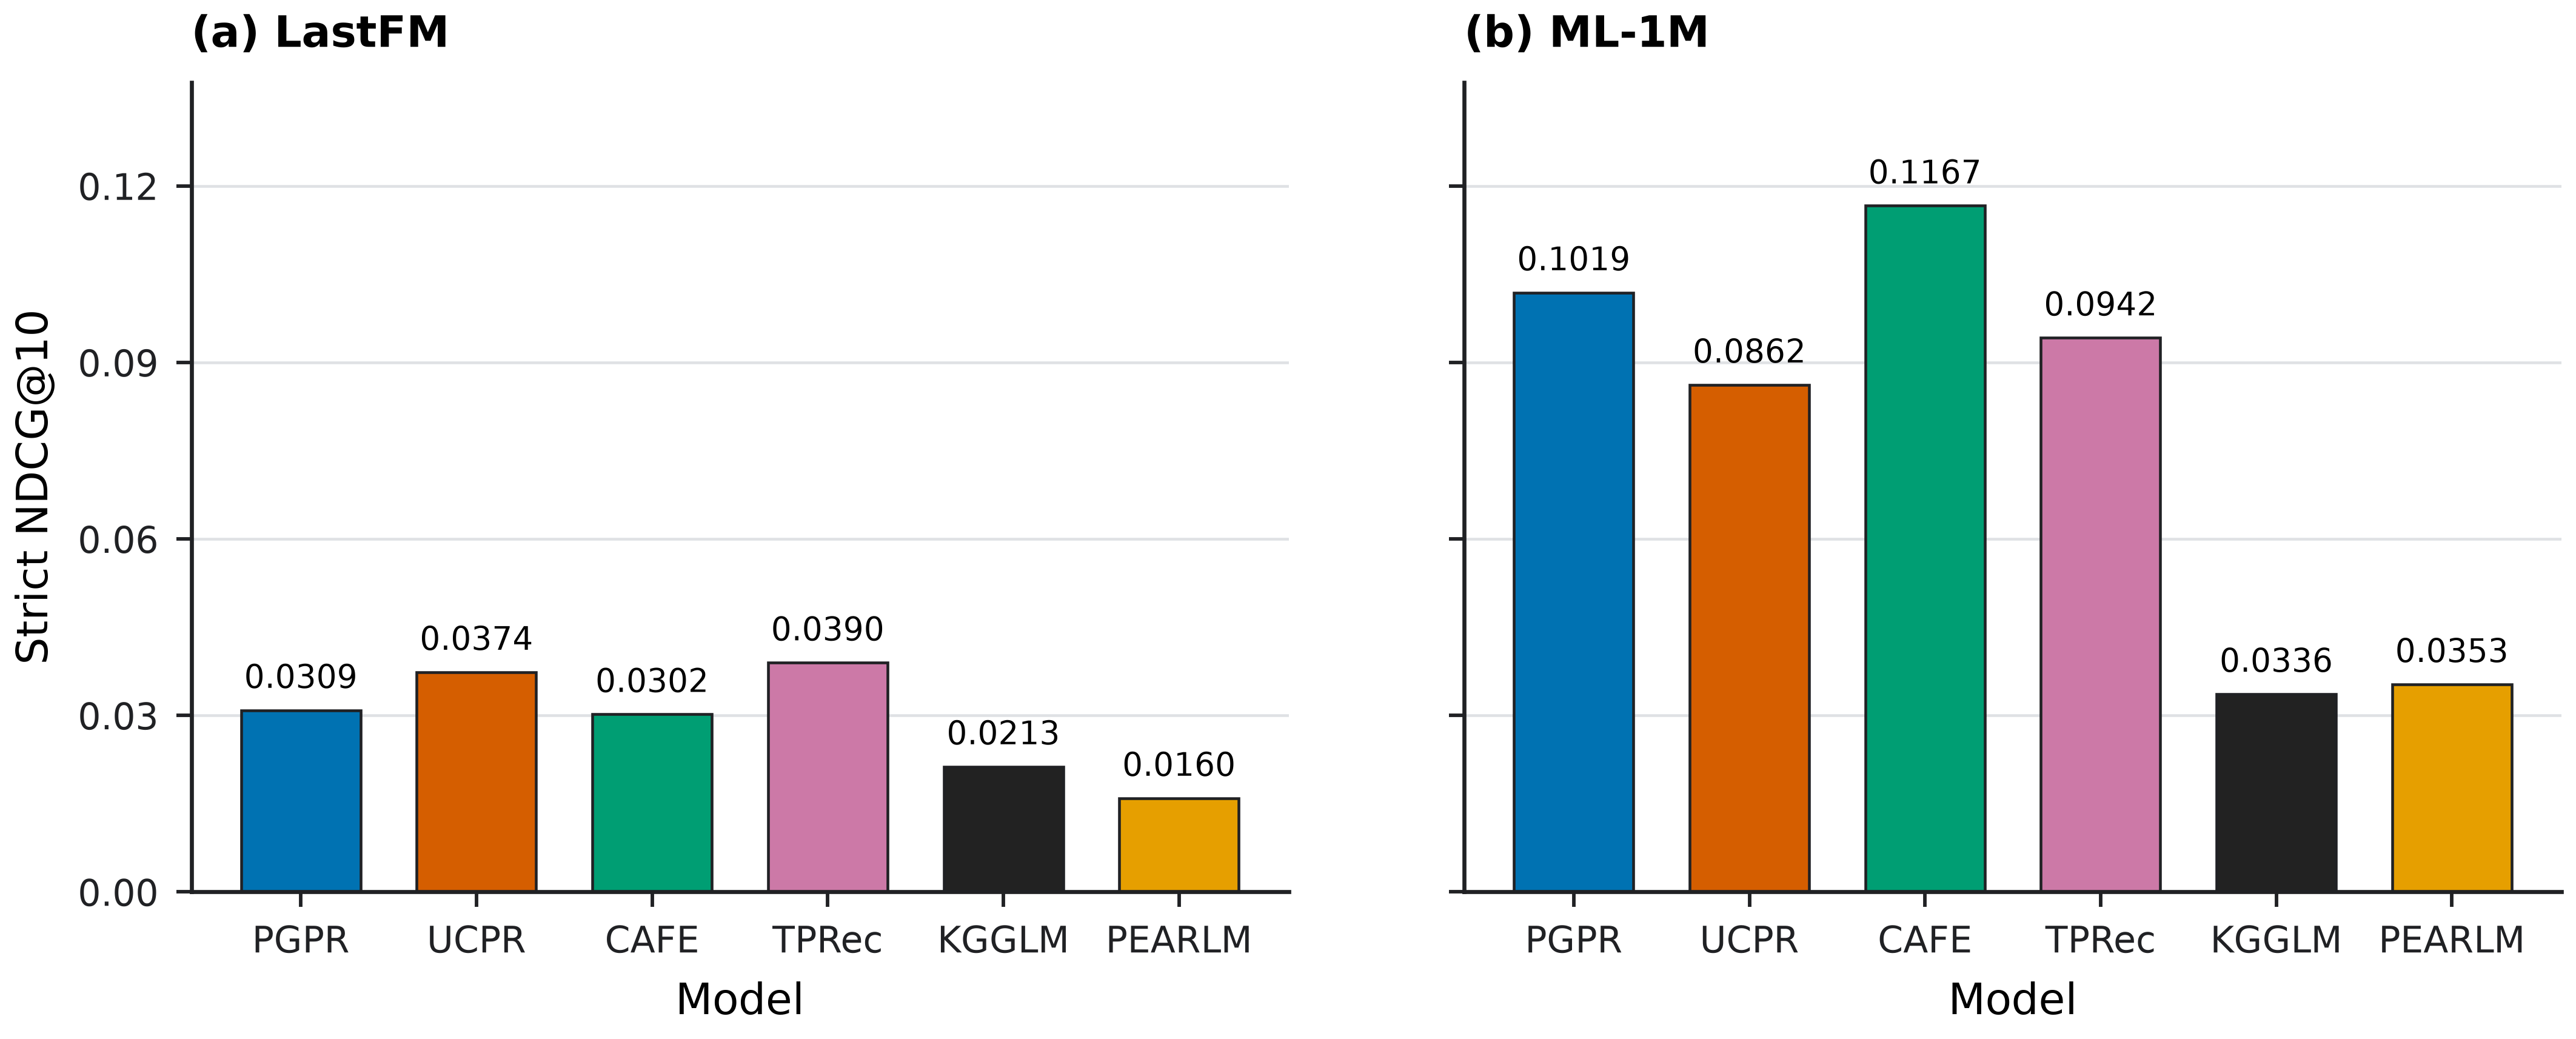 (a) LastFM
Strict NDCG@10
0.12
0.09
0.06
0.03
0.00
0.0309
0.0374
0.0302
0.0390
0.0213
0.0160
PGPR UCPR CAFE TPRec KGGLM PEARLM
Model
(b) ML-1M
0.1019
0.0862
0.1167
0.0942
0.0336
0.0353
PGPR UCPR CAFE TPRec KGGLM PEARLM
Model